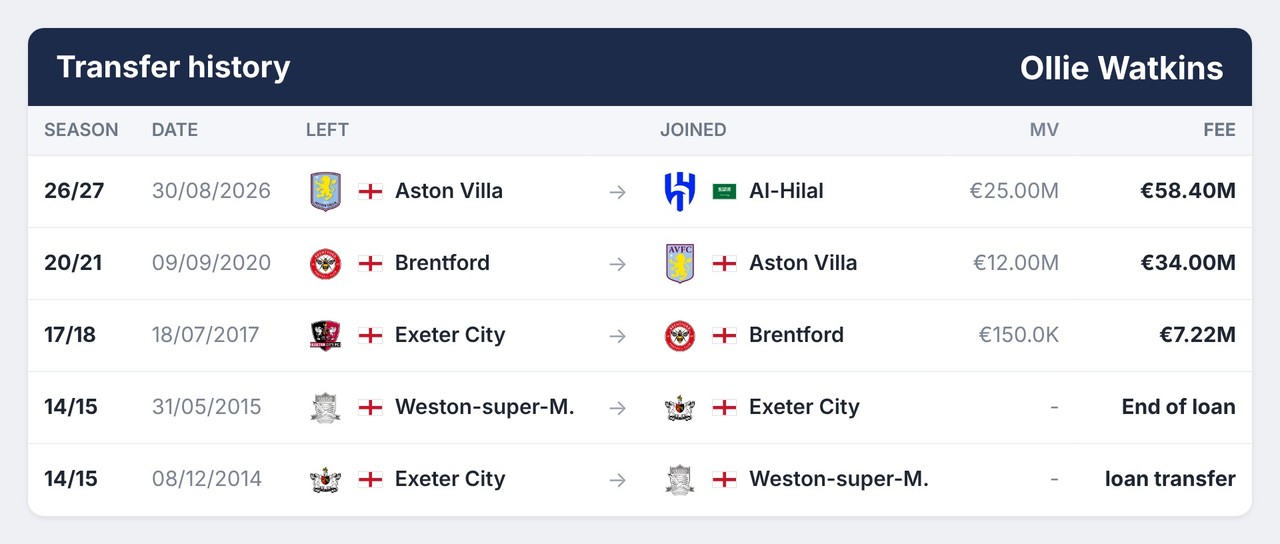 Transfer history Ollie Watkins
SEASON DATE LEFT JOINED MV FEE
26/27 30/08/2026 Aston Villa → Al-Hilal €25.00M €58.40M
20/21 09/09/2020 Brentford → AVFC Aston Villa €12.00M €34.00M
17/18 18/07/2017 Exeter City → Brentford €150.0K €7.22M
14/15 31/05/2015 Weston-super-M. → Exeter City - End of loan
14/15 08/12/2014 Exeter City → Weston-super-M. - loan transfer